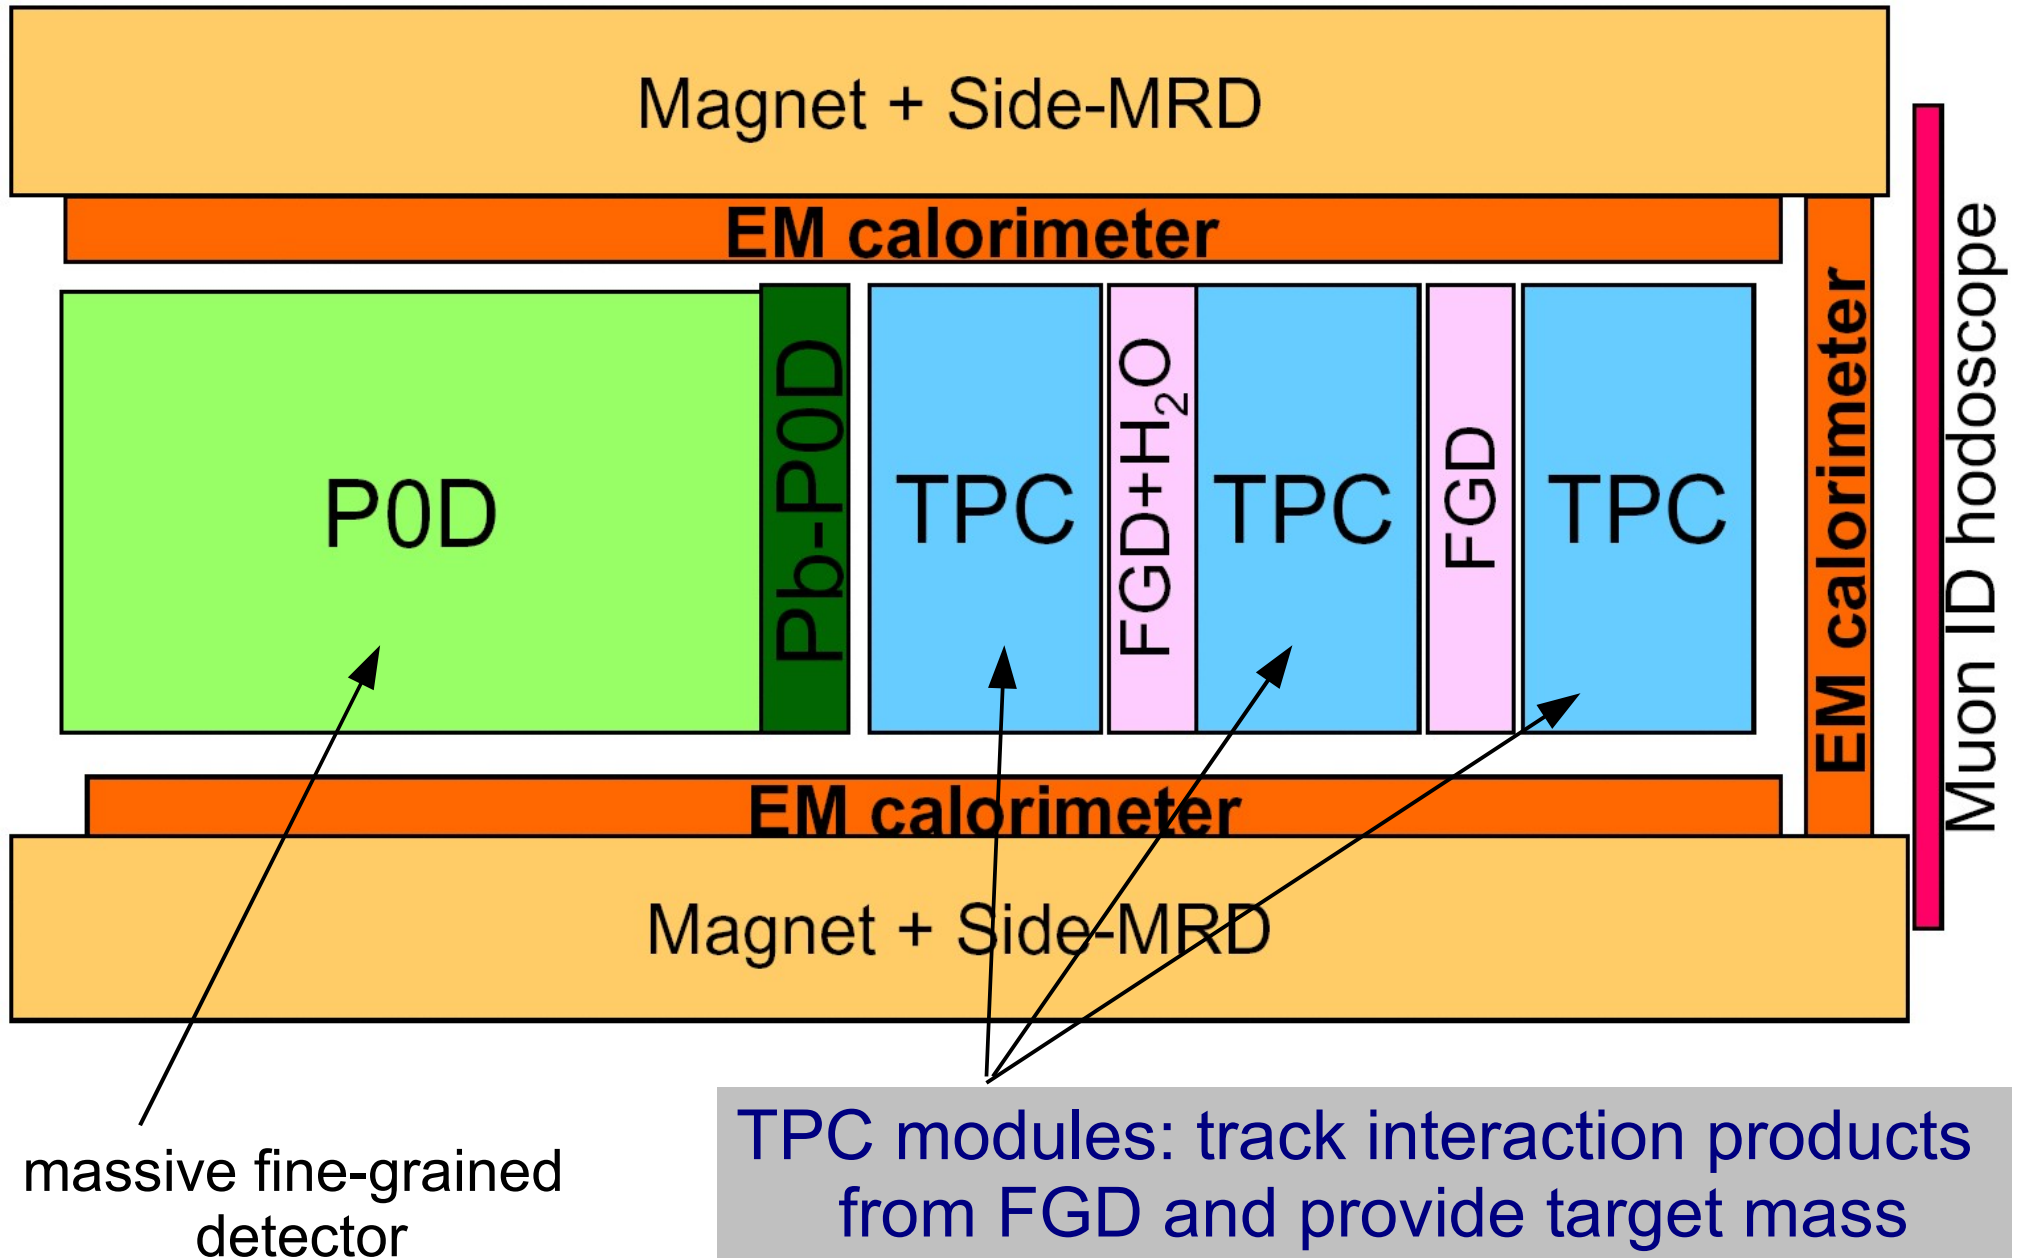 Magnet + Side-MRD
EM calorimeter
P0D
Pb-P0D
TPC
FGD+H₂O
TPC
FGD
TPC
EM calorimeter
Muon ID hodoscope
EM calorimeter
Magnet + Side-MRD
massive fine-grained
detector
TPC modules: track interaction products
from FGD and provide target mass